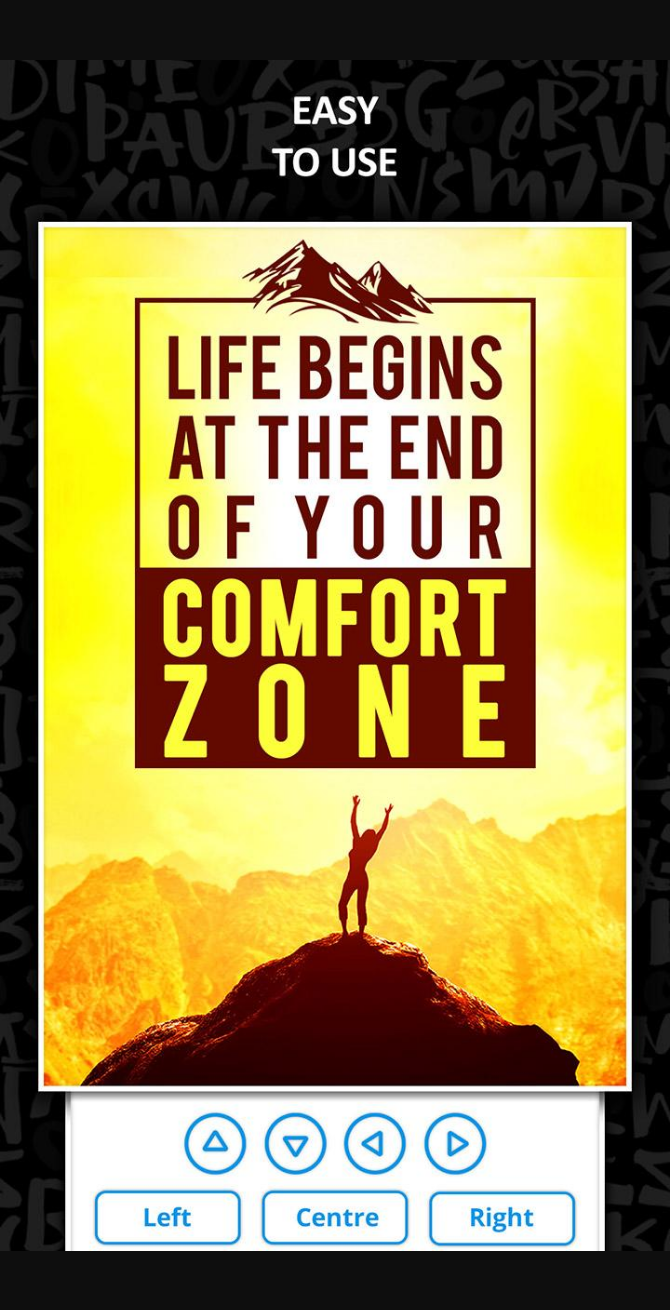 EASY
TO USE
LIFE BEGINS
AT THE END
OF YOUR
COMFORT
ZONE
Left
Centre
Right